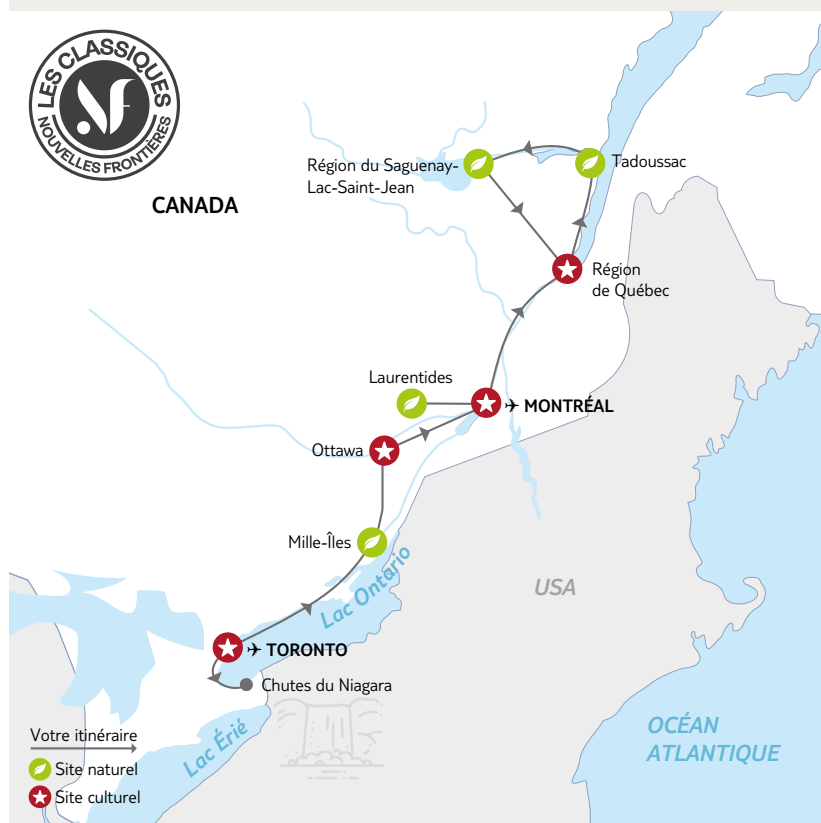 LES CLASSIQUES
NF
NOUVELLES FRONTIÈRES
CANADA
Région du Saguenay-
Lac-Saint-Jean
Tadoussac
Région
de Québec
Laurentides
MONTRÉAL
Ottawa
Mille-Îles
Lac Ontario
USA
TORONTO
Chutes du Niagara
Lac Érié
OCÉAN
ATLANTIQUE
Votre itinéraire
Site naturel
Site culturel